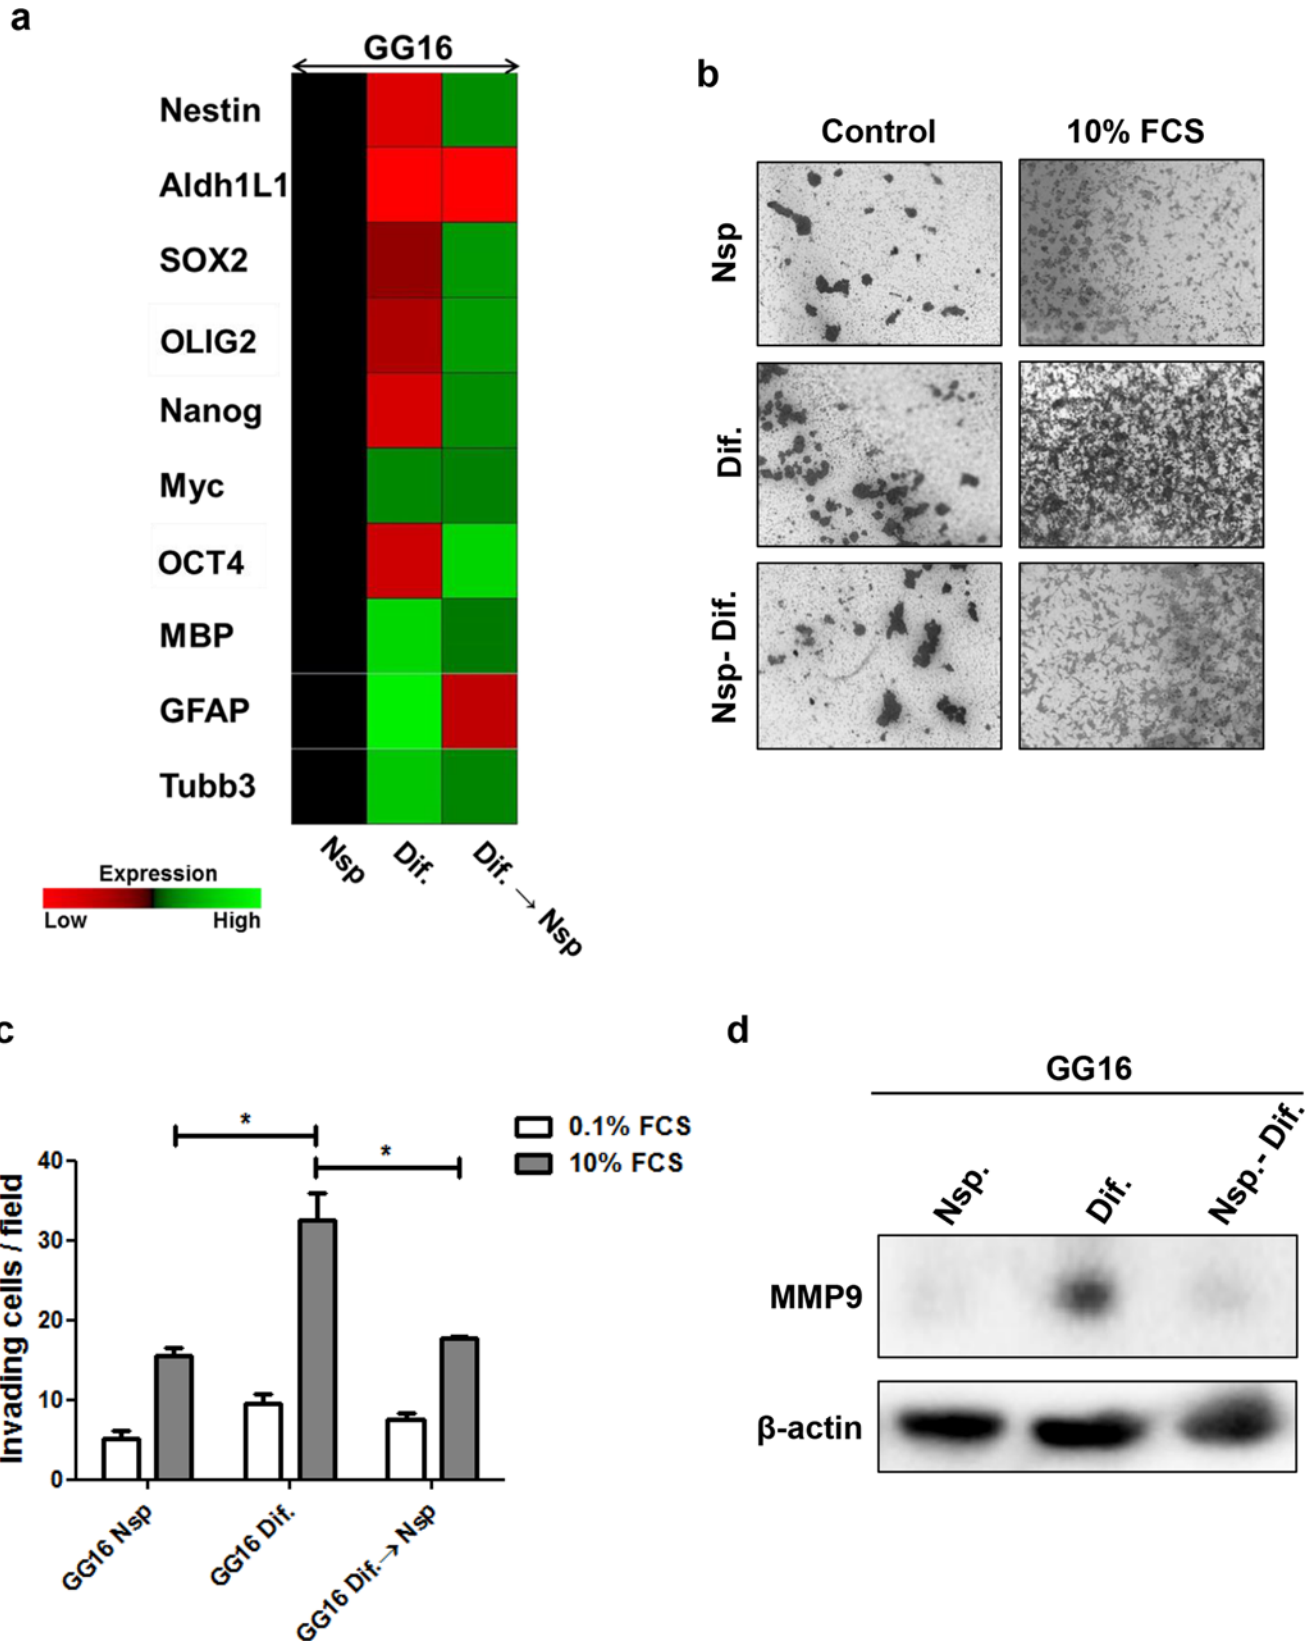 a
GG16
Nestin
Aldh1L1
SOX2
OLIG2
Nanog
Myc
OCT4
MBP
GFAP
Tubb3
Nsp
Dif.
Dif. → Nsp
Expression
Low High
b
Control 10% FCS
Nsp
Dif.
Nsp- Dif.
c
0.1% FCS
10% FCS
* 
*
Invading cells / field
40
30
20
10
0
GG16 Nsp
GG16 Dif.
GG16 Dif.→ Nsp
d
GG16
Nsp.
Dif.
Nsp.- Dif.
MMP9
β-actin